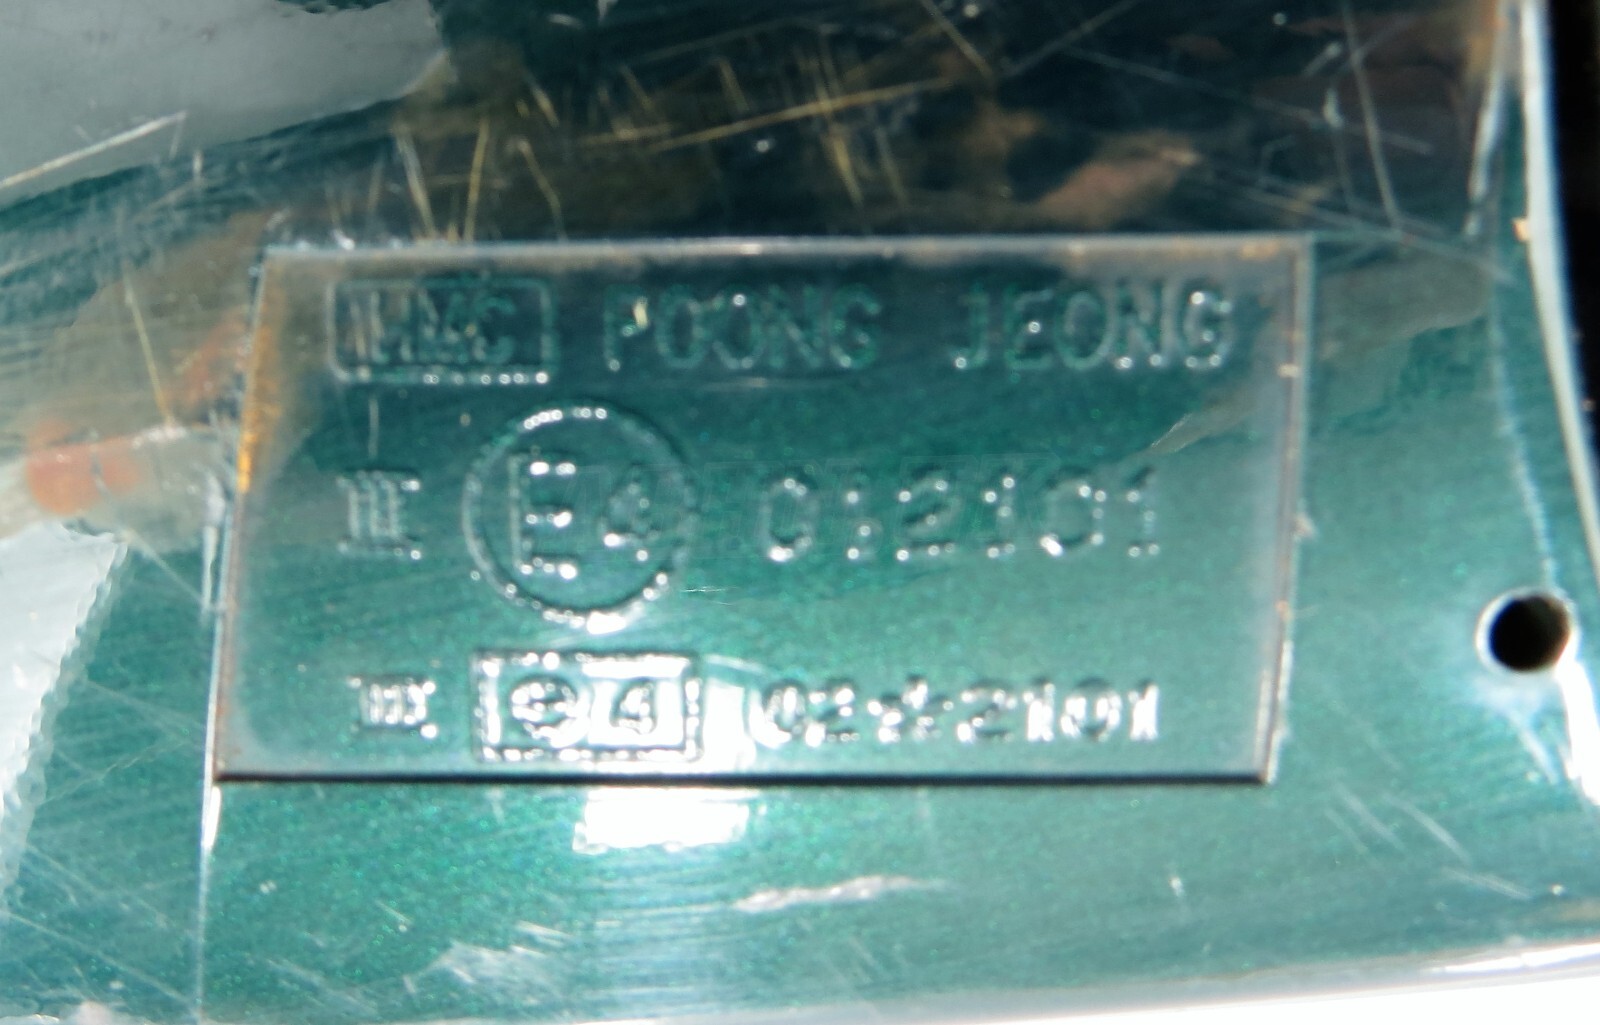 HMC POONG JEONG
III E4 012101
III e4 02*2101